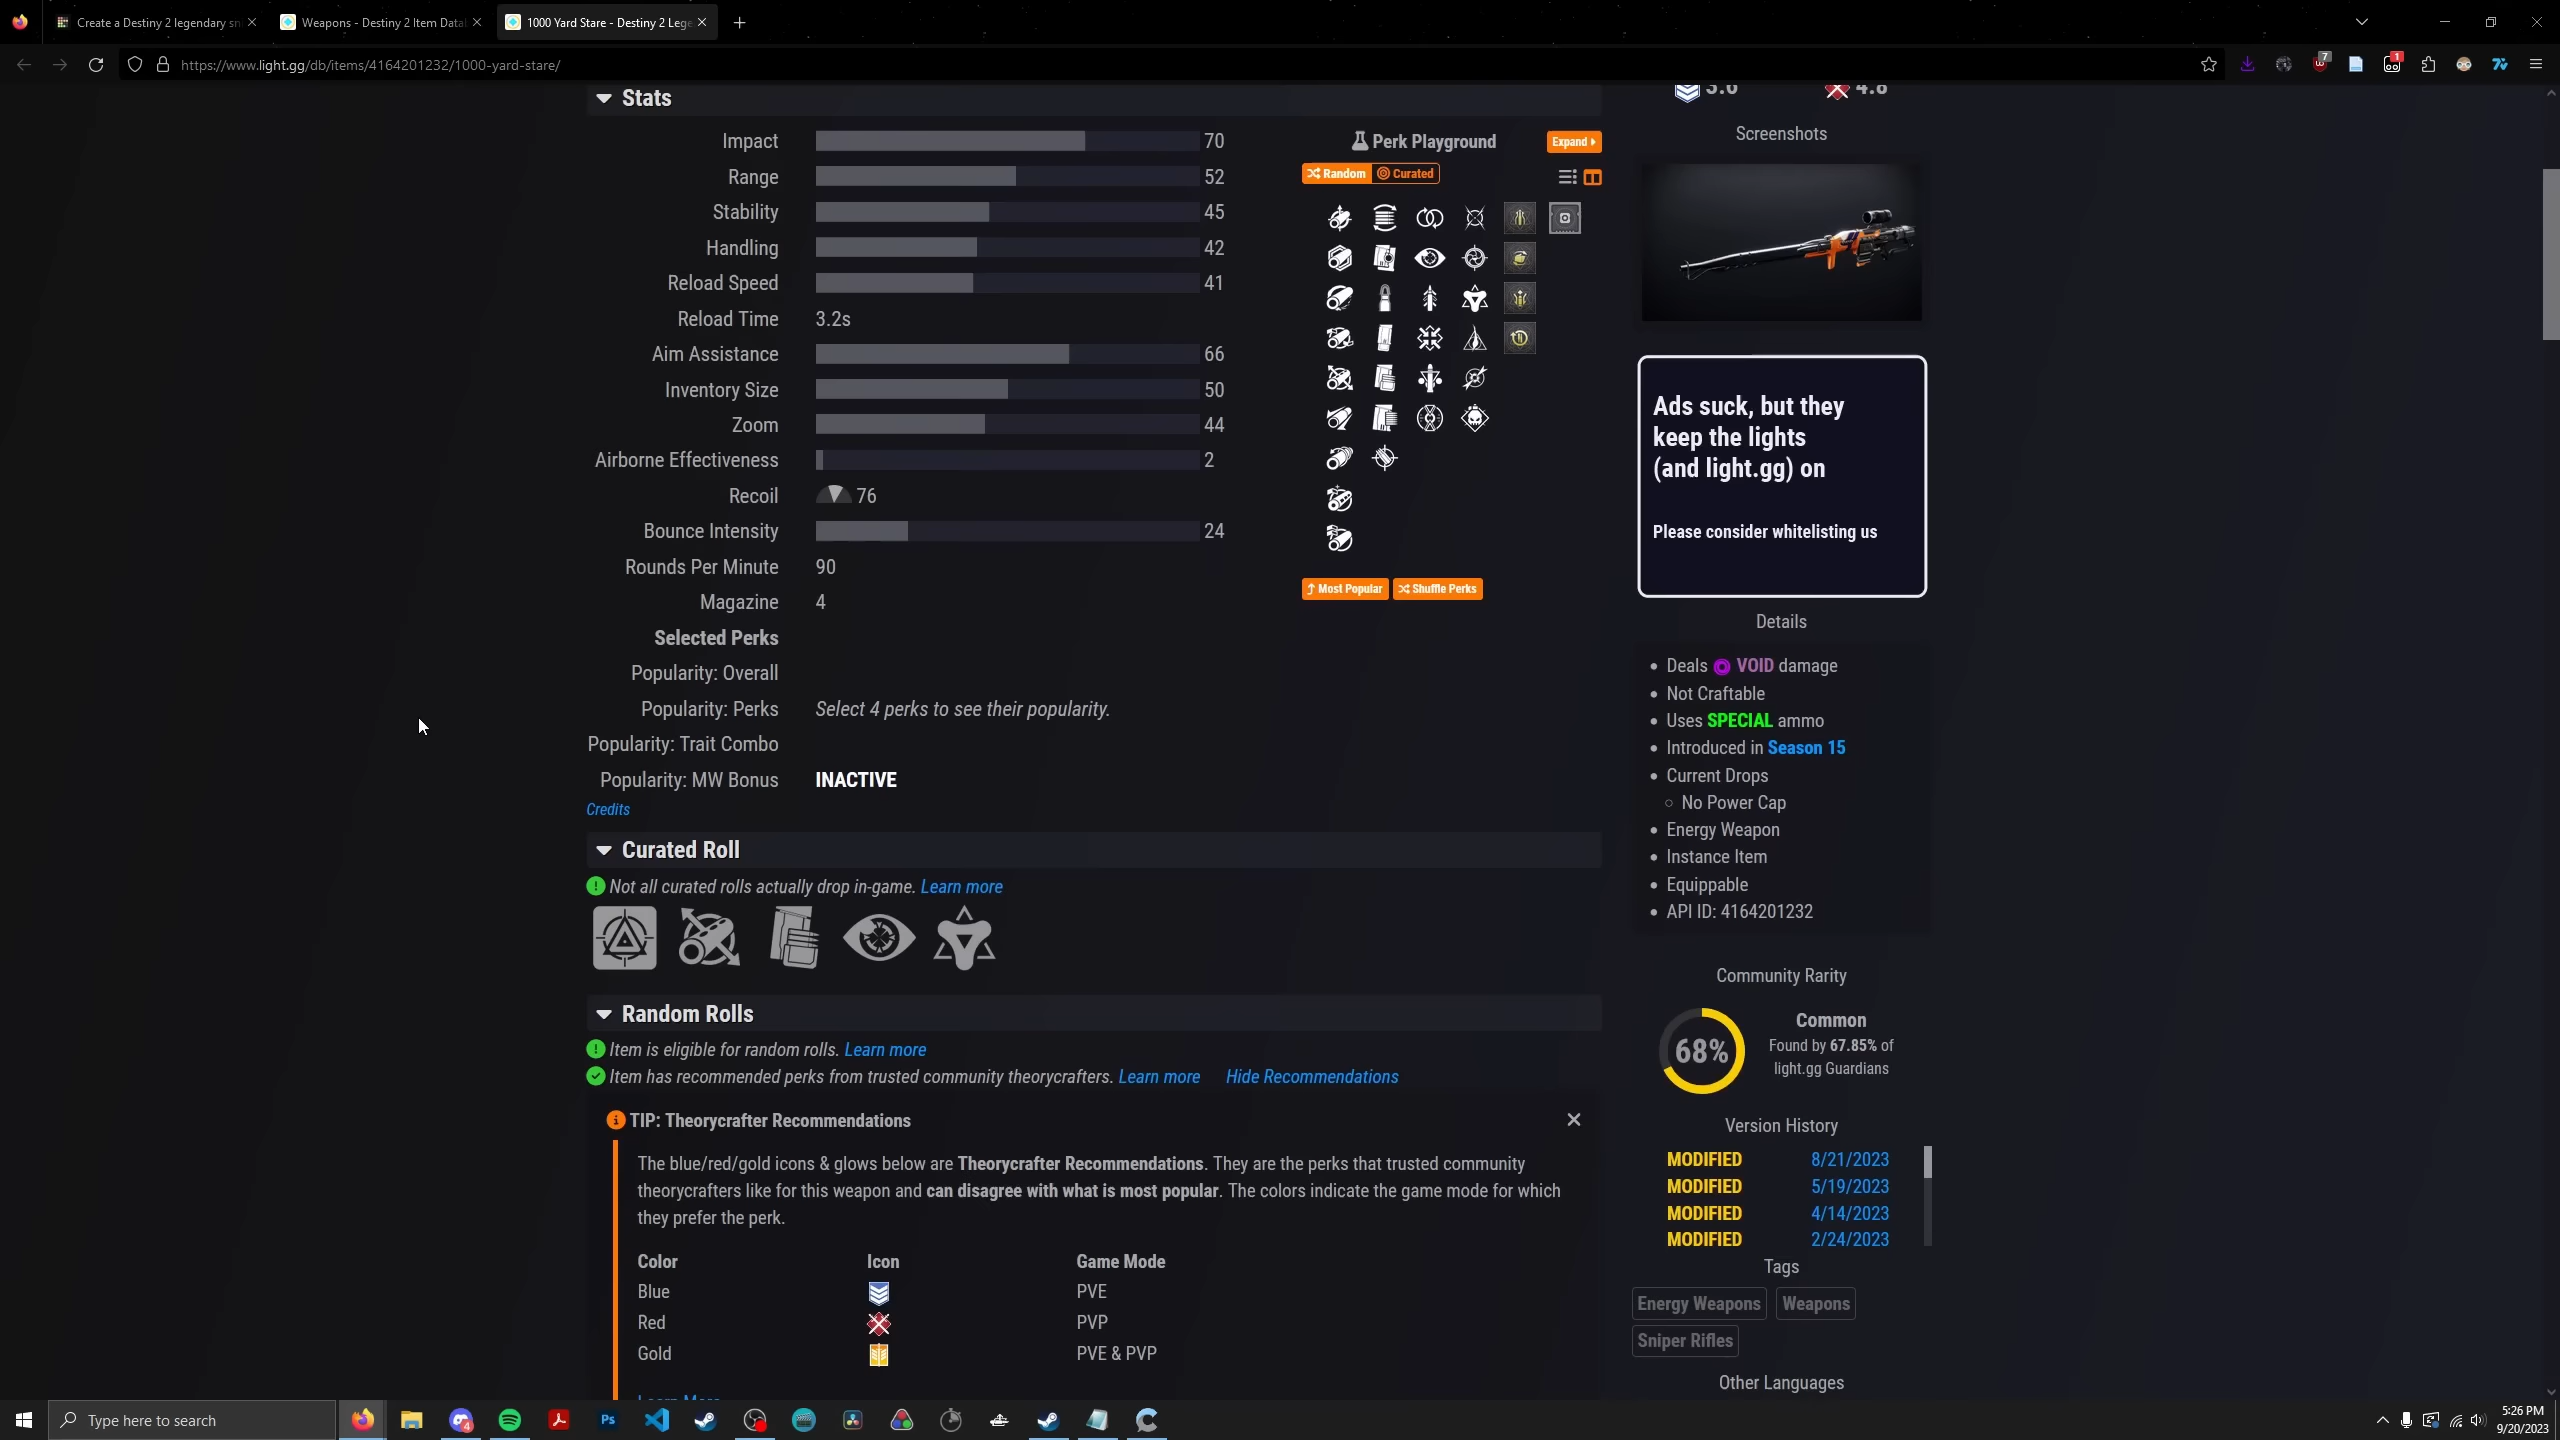 Create a Destiny 2 legendary sn
Weapons - Destiny 2 Item Datab
1000 Yard Stare - Destiny 2 Lege
https://www.light.gg/db/items/4164201232/1000-yard-stare/
7
1
Stats
Impact 70
Range 52
Stability 45
Handling 42
Reload Speed 41
Reload Time 3.2s
Aim Assistance 66
Inventory Size 50
Zoom 44
Airborne Effectiveness 2
Recoil 76
Bounce Intensity 24
Rounds Per Minute 90
Magazine 4
Selected Perks
Popularity: Overall
Popularity: Perks Select 4 perks to see their popularity.
Popularity: Trait Combo
Popularity: MW Bonus INACTIVE
Credits
Perk Playground
Expand
Random Curated
Most Popular Shuffle Perks
Curated Roll
Not all curated rolls actually drop in-game. Learn more
Random Rolls
Item is eligible for random rolls. Learn more
Item has recommended perks from trusted community theorycrafters. Learn more Hide Recommendations
TIP: Theorycrafter Recommendations
The blue/red/gold icons & glows below are Theorycrafter Recommendations. They are the perks that trusted community
theorycrafters like for this weapon and can disagree with what is most popular. The colors indicate the game mode for which
they prefer the perk.
Color Icon Game Mode
Blue PVE
Red PVP
Gold PVE & PVP
Learn More
3.6 4.8
Screenshots
Ads suck, but they
keep the lights
(and light.gg) on
Please consider whitelisting us
Details
Deals VOID damage
Not Craftable
Uses SPECIAL ammo
Introduced in Season 15
Current Drops
No Power Cap
Energy Weapon
Instance Item
Equippable
API ID: 4164201232
Community Rarity
68%
Common
Found by 67.85% of
light.gg Guardians
Version History
MODIFIED 8/21/2023
MODIFIED 5/19/2023
MODIFIED 4/14/2023
MODIFIED 2/24/2023
Tags
Energy Weapons Weapons
Sniper Rifles
Other Languages
Type here to search
4
Ps
5:26 PM
9/20/2023